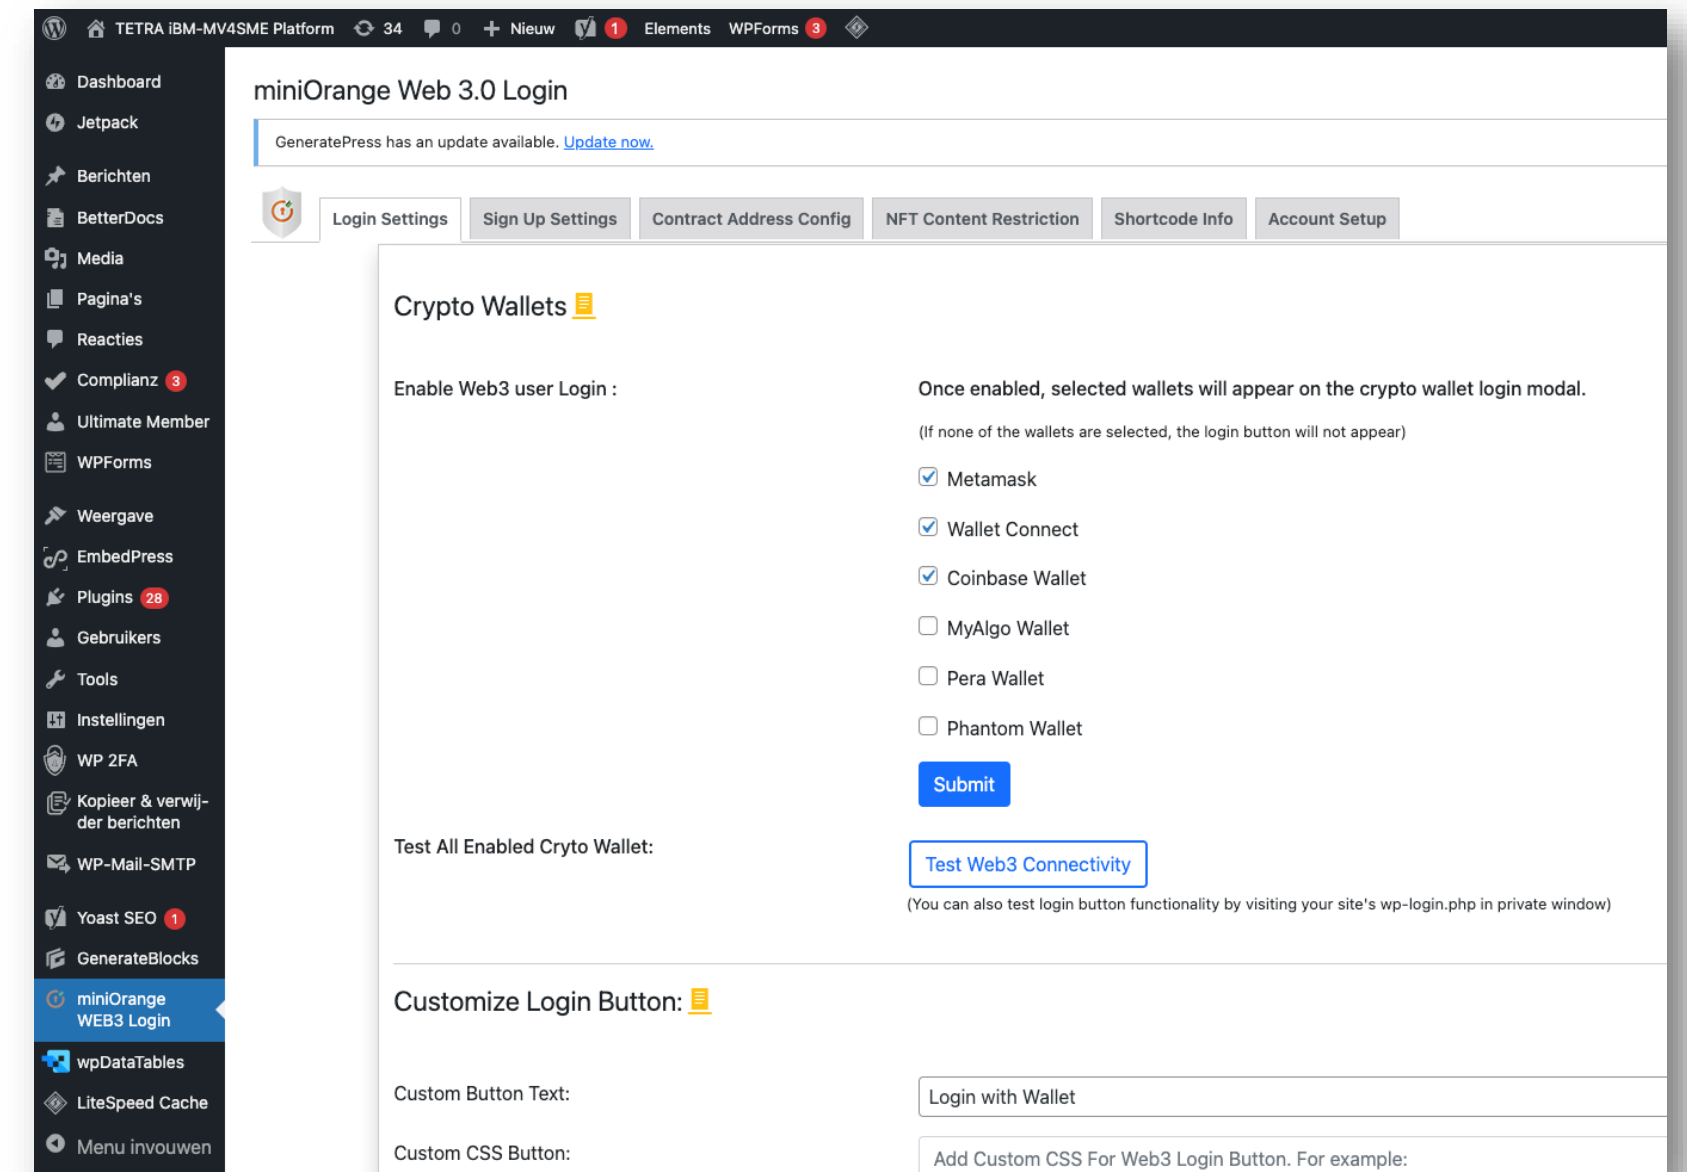 TETRA iBM-MV4SME Platform 34 0 Nieuw 1 Elements WPForms 3
Dashboard
Jetpack
Berichten
BetterDocs
Media
Pagina's
Reacties
Complianz 3
Ultimate Member
WPForms
Weergave
EmbedPress
Plugins 28
Gebruikers
Tools
Instellingen
WP 2FA
Kopieer & verwij-
der berichten
WP-Mail-SMTP
Yoast SEO 1
GenerateBlocks
miniOrange
WEB3 Login
wpDataTables
LiteSpeed Cache
Menu invouwen
miniOrange Web 3.0 Login
GeneratePress has an update available. Update now.
Login Settings Sign Up Settings Contract Address Config NFT Content Restriction Shortcode Info Account Setup
Crypto Wallets
Enable Web3 user Login :
Once enabled, selected wallets will appear on the crypto wallet login modal.
(If none of the wallets are selected, the login button will not appear)
Metamask
Wallet Connect
Coinbase Wallet
MyAlgo Wallet
Pera Wallet
Phantom Wallet
Submit
Test All Enabled Cryto Wallet:
Test Web3 Connectivity
(You can also test login button functionality by visiting your site's wp-login.php in private window)
Customize Login Button:
Custom Button Text:
Login with Wallet
Custom CSS Button:
Add Custom CSS For Web3 Login Button. For example: